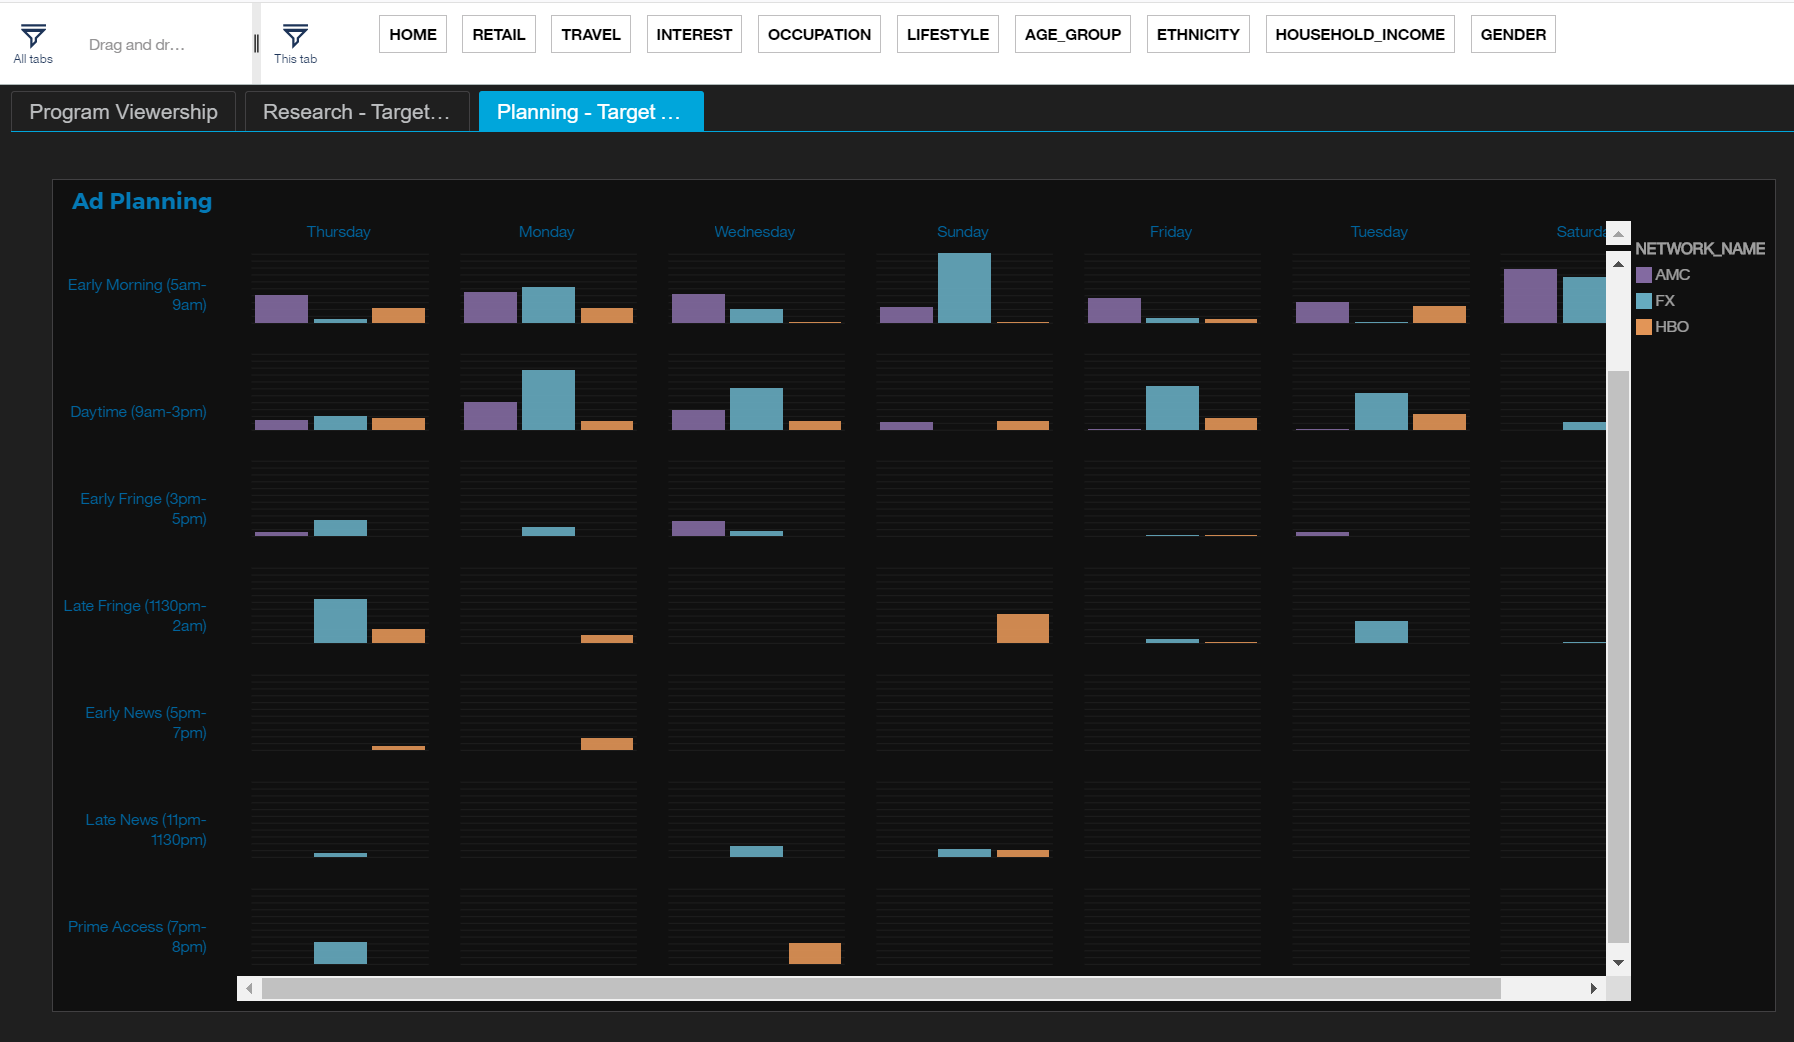 All tabs
Drag and dr...
This tab
HOME
RETAIL
TRAVEL
INTEREST
OCCUPATION
LIFESTYLE
AGE_GROUP
ETHNICITY
HOUSEHOLD_INCOME
GENDER
Program Viewership
Research - Target...
Planning - Target ...
Ad Planning
Thursday
Monday
Wednesday
Sunday
Friday
Tuesday
Saturda
NETWORK_NAME
AMC
FX
HBO
Early Morning (5am-
9am)
Daytime (9am-3pm)
Early Fringe (3pm-
5pm)
Late Fringe (1130pm-
2am)
Early News (5pm-
7pm)
Late News (11pm-
1130pm)
Prime Access (7pm-
8pm)